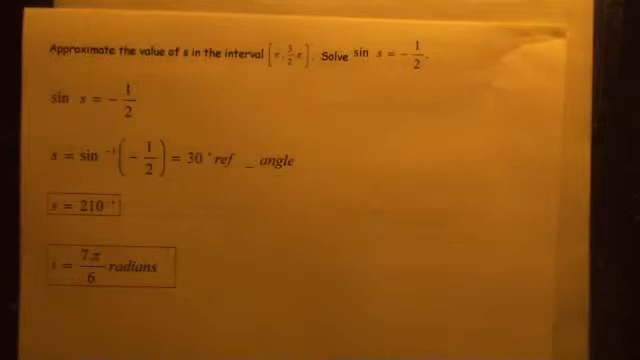 Approximate the value of s in the interval [π, 3/2 π]. Solve sin s = - 1/2.
sin s = - 1/2
s = sin⁻¹(- 1/2) = 30° ref _ angle
s = 210°
s = 7π/6 radians